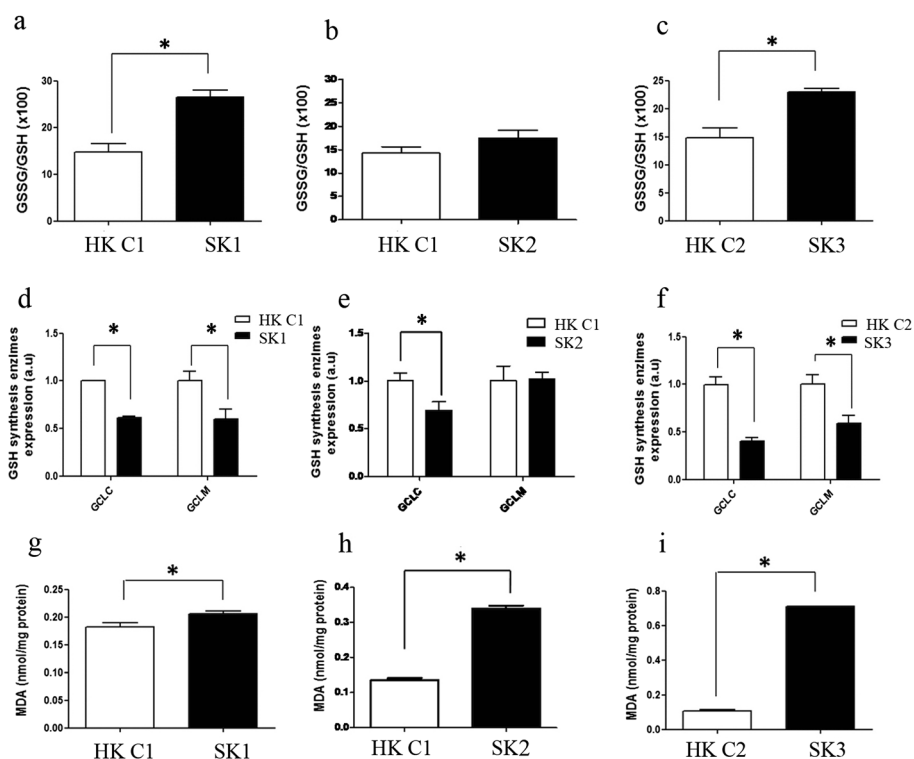 a
*
GSSG/GSH (x100)
30
20
10
0
HK C1 SK1
b
GSSG/GSH (x100)
30
25
20
15
10
5
0
HK C1 SK2
c
*
GSSG/GSH (x100)
25
20
15
10
5
0
HK C2 SK3
d
HK C1
SK1
* *
GSH synthesis enzlmes
expression (a.u)
1.5
1.0
0.5
0.0
GCLC GCLM
e
HK C1
SK2
*
GSH synthesis enzlmes
expression (a.u)
1.5
1.0
0.5
0.0
GCLC GCLM
f
HK C2
SK3
* *
GSH synthesis enzlmes
expression (a.u)
1.5
1.0
0.5
0.0
GCLC GCLM
g
*
MDA (nmol/mg protein)
0.25
0.20
0.15
0.10
0.05
0.00
HK C1 SK1
h
*
MDA (nmol/mg protein)
0.4
0.3
0.2
0.1
0.0
HK C1 SK2
i
*
MDA (nmol/mg protein)
0.8
0.6
0.4
0.2
0.0
HK C2 SK3